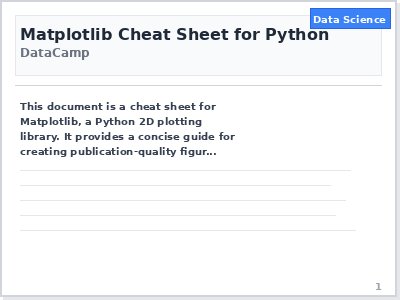 Data Science
Matplotlib Cheat Sheet for Python
DataCamp
This document is a cheat sheet for
Matplotlib, a Python 2D plotting
library. It provides a concise guide for
creating publication-quality figur...
1